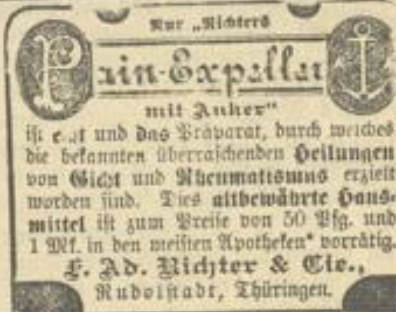 Nur „Richters
Pain-Expeller
mit Anker“
ist echt und das Präparat, durch welches
die bekannten überraschenden Heilungen
von Gicht und Rheumatismus erzielt
worden sind. Dies altbewährte Haus-
mittel ist zum Preise von 50 Pfg. und
1 Mk. in den meisten Apotheken* vorrätig.
F. Ad. Richter & Cie.,
Rudolstadt, Thüringen.